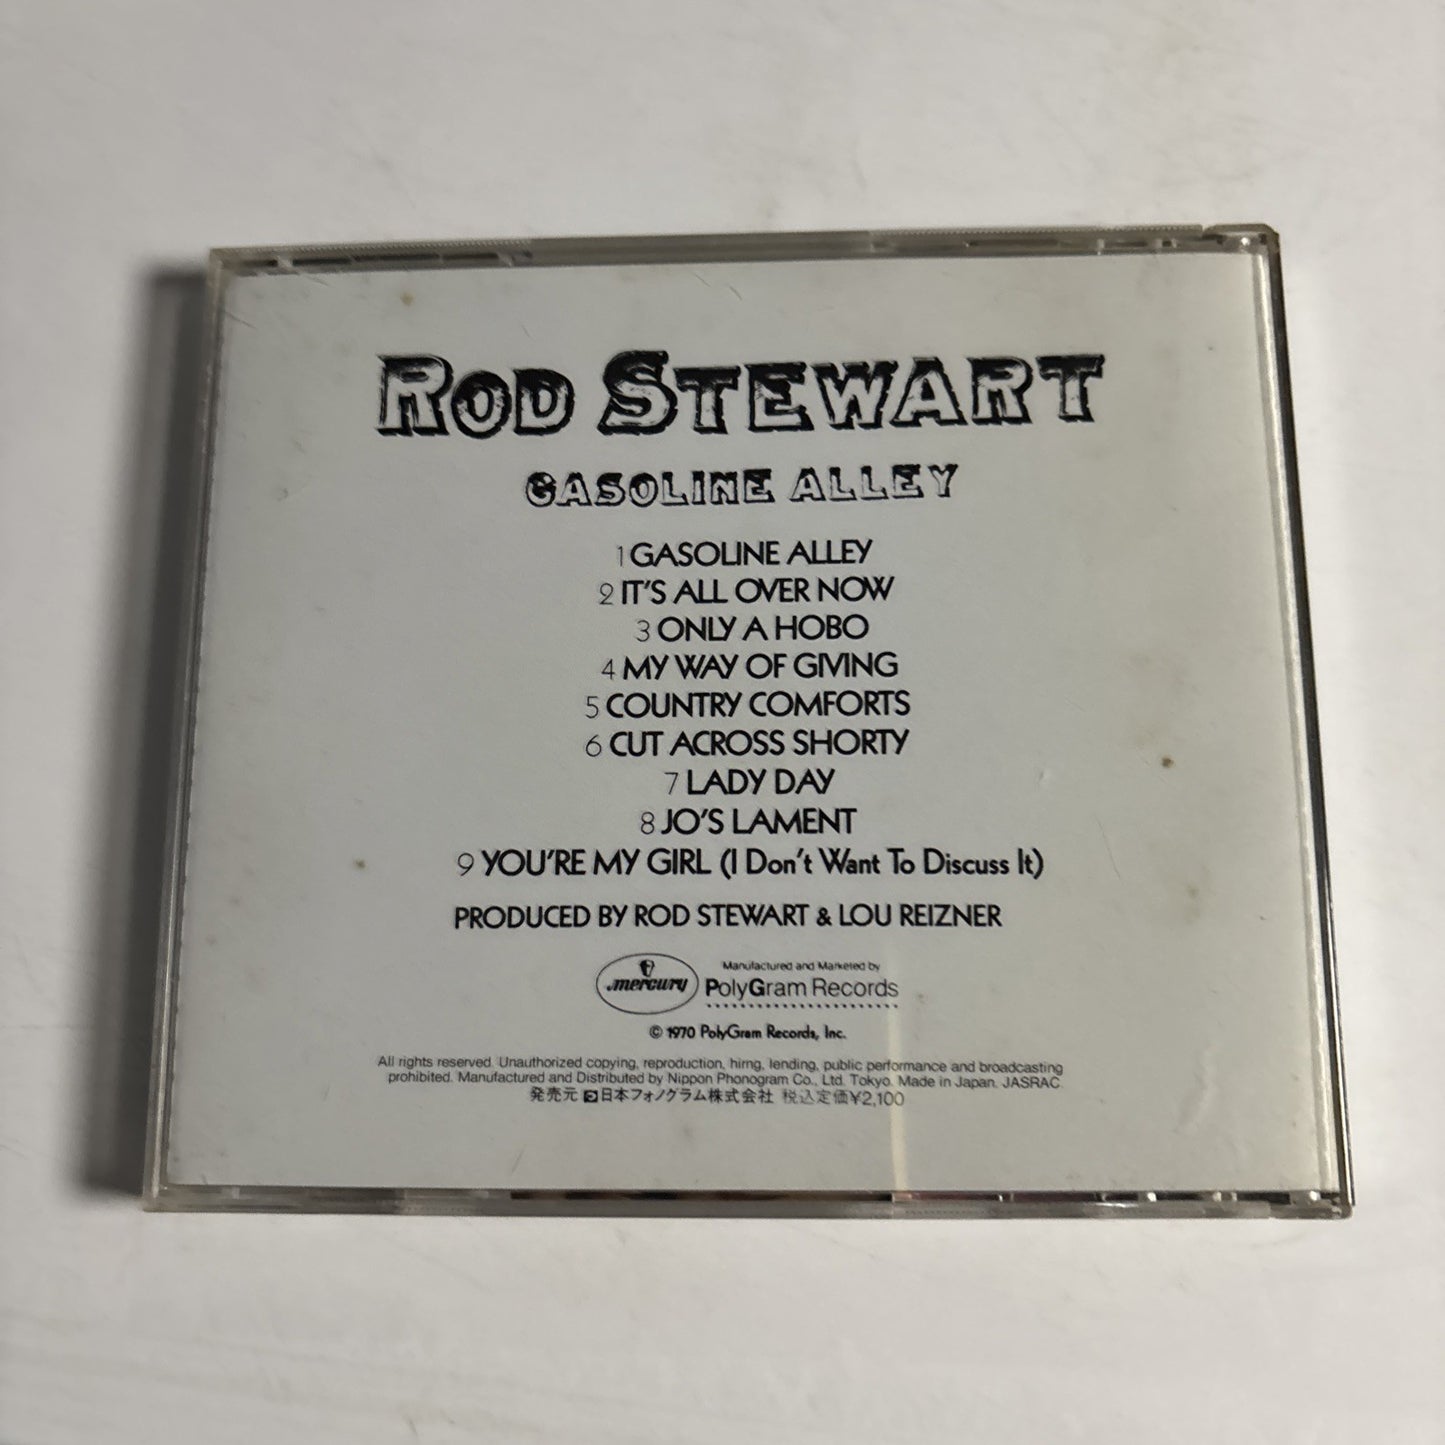 ROD STEWART
GASOLINE ALLEY
1 GASOLINE ALLEY
2 IT'S ALL OVER NOW
3 ONLY A HOBO
4 MY WAY OF GIVING
5 COUNTRY COMFORTS
6 CUT ACROSS SHORTY
7 LADY DAY
8 JO'S LAMENT
9 YOU'RE MY GIRL (I Don't Want To Discuss It)
PRODUCED BY ROD STEWART & LOU REIZNER
mercury
Manufactured and Marketed by
PolyGram Records
© 1970 PolyGram Records, Inc.
All rights reserved. Unauthorized copying, reproduction, hirng, lending, public performance and broadcasting
prohibited. Manufactured and Distributed by Nippon Phonogram Co., Ltd. Tokyo. Made in Japan. JASRAC.
発売元 日本フォノグラム株式会社 税込定価¥2,100